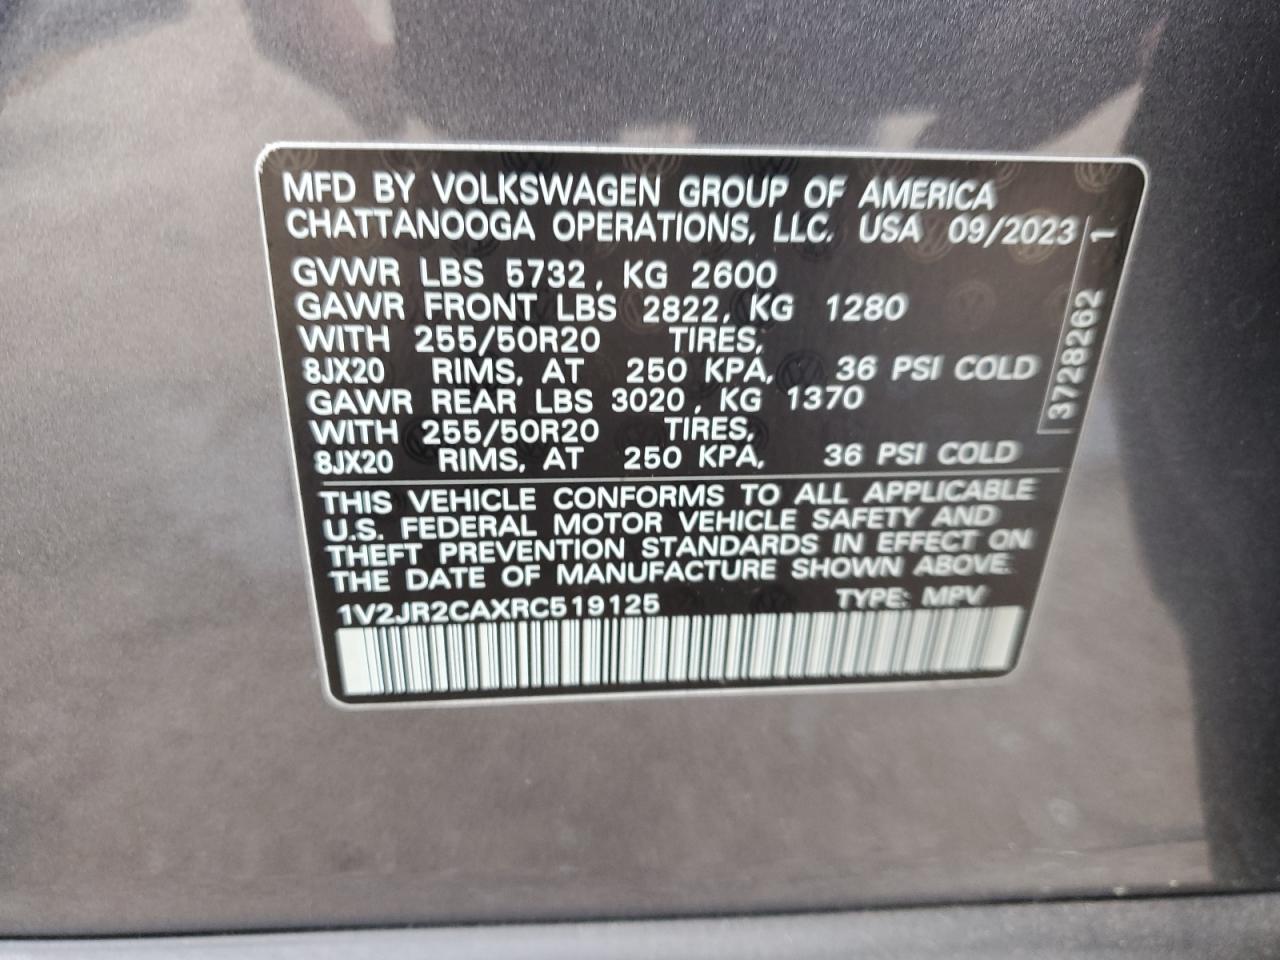 MFD BY VOLKSWAGEN GROUP OF AMERICA
CHATTANOOGA OPERATIONS, LLC. USA 09/2023
GVWR LBS 5732, KG 2600
GAWR FRONT LBS 2822, KG 1280
WITH 255/50R20 TIRES,
8JX20 RIMS, AT 250 KPA, 36 PSI COLD
GAWR REAR LBS 3020, KG 1370
WITH 255/50R20 TIRES,
8JX20 RIMS, AT 250 KPA, 36 PSI COLD
THIS VEHICLE CONFORMS TO ALL APPLICABLE
U.S. FEDERAL MOTOR VEHICLE SAFETY AND
THEFT PREVENTION STANDARDS IN EFFECT ON
THE DATE OF MANUFACTURE SHOWN ABOVE.
1V2JR2CAXRC519125 TYPE: MPV
3728262 1